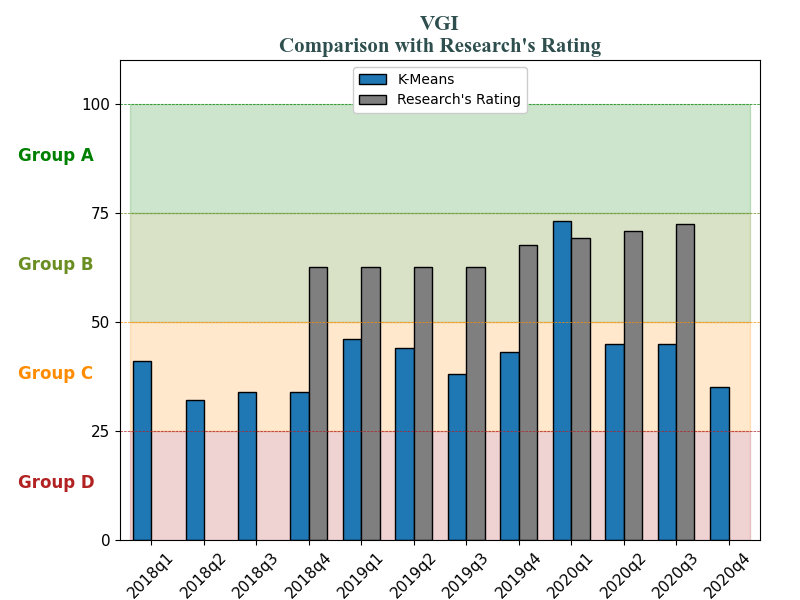 VGI
Comparison with Research's Rating
K-Means
Research's Rating
100
Group A
75
Group B
50
Group C
25
Group D
0
2018q1
2018q2
2018q3
2018q4
2019q1
2019q2
2019q3
2019q4
2020q1
2020q2
2020q3
2020q4